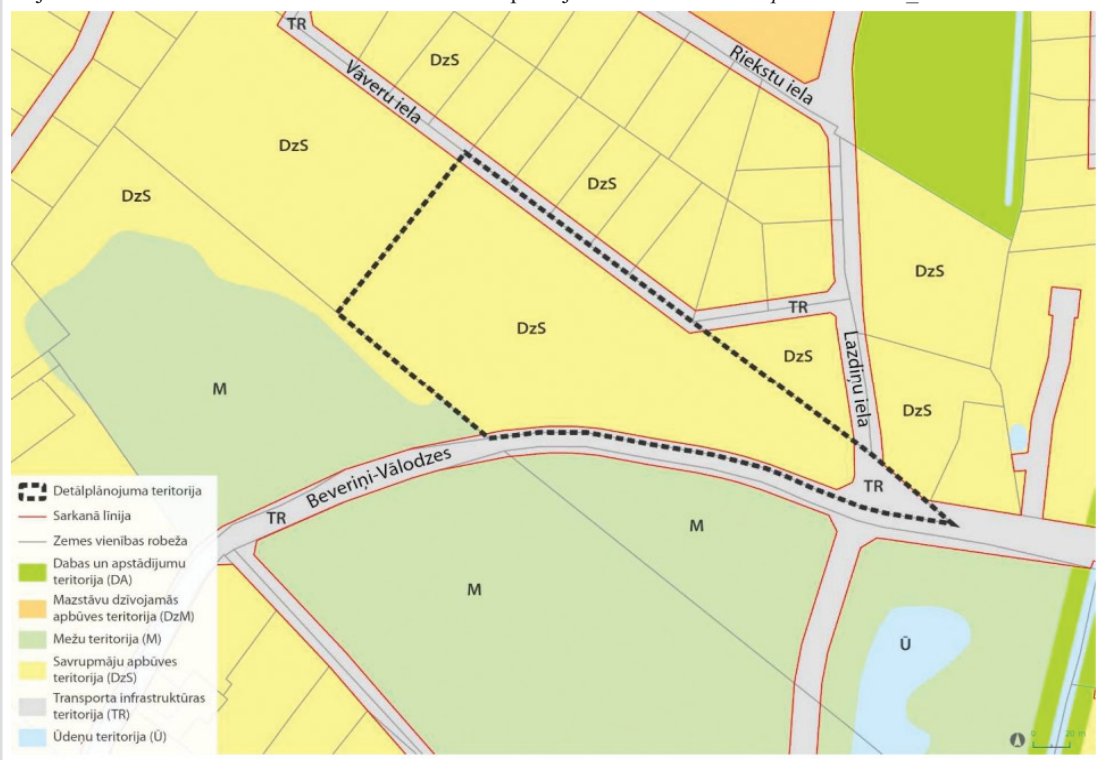 TR
DzS
Vāveru iela
Riekstu iela
DzS
DzS
DzS
DzS
TR
DzS
DzS
Lazdiņu iela
M
DzS
Beveriņi-Vālodzes
TR
TR
M
M
Ū
Detālplānojuma teritorija
Sarkanā līnija
Zemes vienības robeža
Dabas un apstādījumu
teritorija (DA)
Mazstāvu dzīvojamās
apbūves teritorija (DzM)
Mežu teritorija (M)
Savrupmāju apbūves
teritorija (DzS)
Transporta infrastruktūras
teritorija (TR)
Ūdeņu teritorija (Ū)
0 20 m